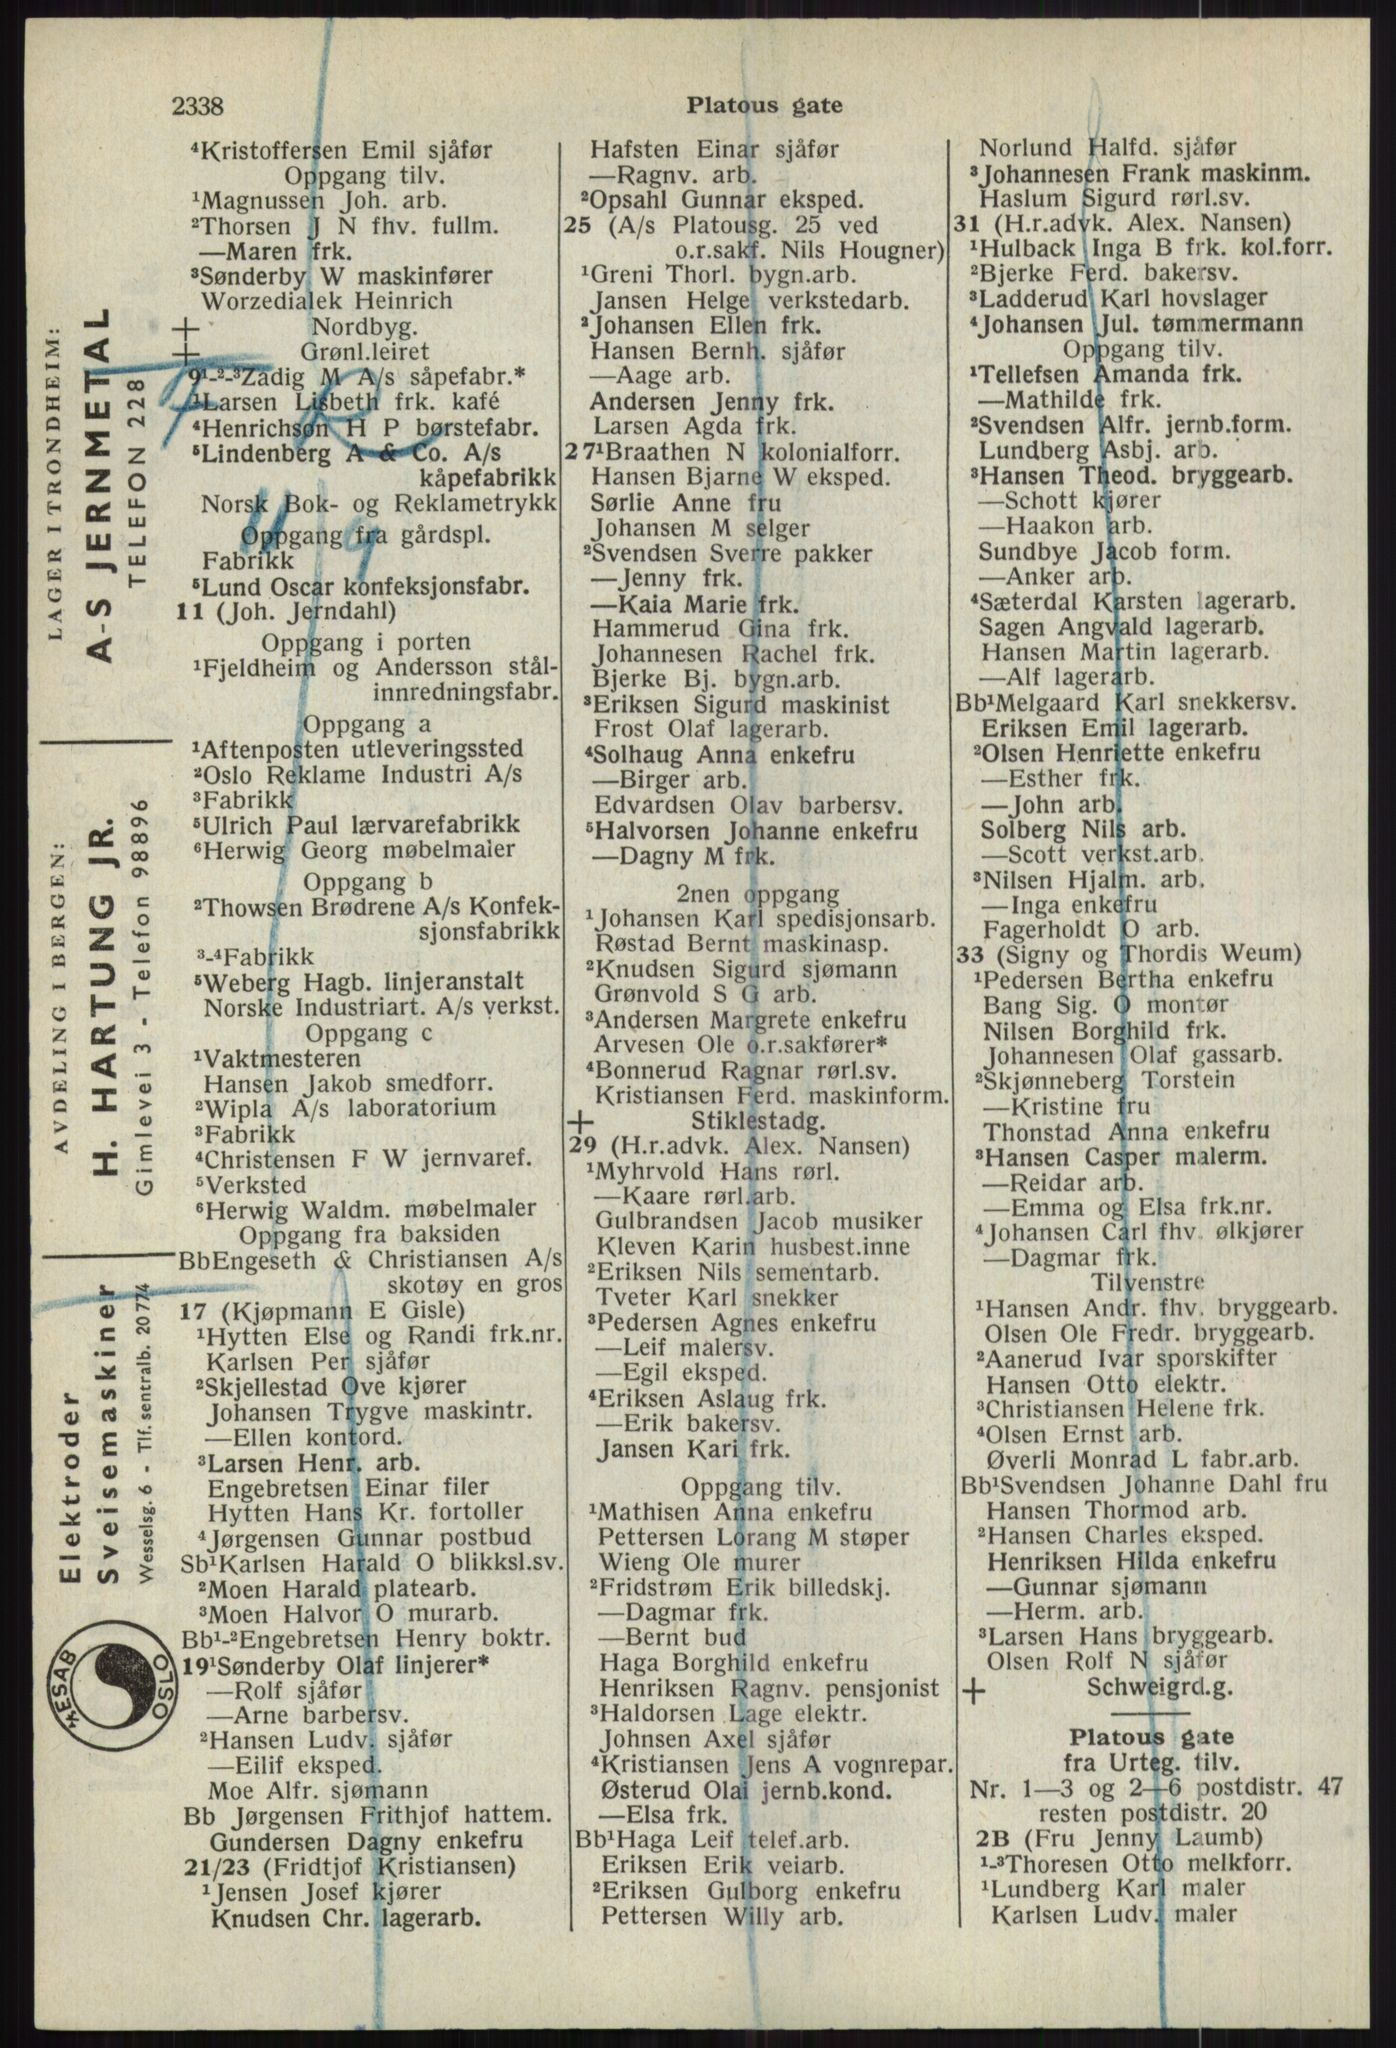 2338
Platous gate
⁴Kristoffersen Emil sjåfør
Oppgang tilv.
¹Magnussen Joh. arb.
²Thorsen J N fhv. fullm.
—Maren frk.
³Sønderby W maskinfører
Worzedialek Heinrich
+ Nordbyg.
+ Grønl.leiret
9¹-²-³Zadig M A/s såpefabr.*
³Larsen Lisbeth frk. kafé
⁴Henrichsen H P børstefabr.
⁵Lindenberg A & Co. A/s
kåpefabrikk
Norsk Bok- og Reklametrykk
Oppgang fra gårdspl.
Fabrikk
⁵Lund Oscar konfeksjonsfabr.
11 (Joh. Jerndahl)
Oppgang i porten
¹Fjeldheim og Andersson stål-
innredningsfabr.
Oppgang a
¹Aftenposten utleveringssted
²Oslo Reklame Industri A/s
³Fabrikk
⁵Ulrich Paul lærvarefabrikk
⁶Herwig Georg møbelmaler
Oppgang b
²Thowsen Brødrene A/s Konfek-
sjonsfabrikk
³-⁴Fabrikk
⁵Weberg Hagb. linjeranstalt
Norske Industriart. A/s verkst.
Oppgang c
¹Vaktmesteren
Hansen Jakob smedforr.
²Wipla A/s laboratorium
³Fabrikk
⁴Christensen F W jernvaref.
⁵Verksted
⁶Herwig Waldm. møbelmaler
Oppgang fra baksiden
BbEngeseth & Christiansen A/s
skotøy en gros
17 (Kjøpmann E Gisle)
¹Hytten Else og Randi frk.nr.
Karlsen Per sjåfør
²Skjellestad Ove kjører
Johansen Trygve maskintr.
—Ellen kontord.
³Larsen Henr. arb.
Engebretsen Einar filer
Hytten Hans Kr. fortoller
⁴Jørgensen Gunnar postbud
Sb¹Karlsen Harald O blikksl.sv.
²Moen Harald platearb.
³Moen Halvor O murarb.
Bb¹-²Engebretsen Henry boktr.
19¹Sønderby Olaf linjerer*
—Rolf sjåfør
—Arne barbersv.
²Hansen Ludv. sjåfør
—Eilif eksped.
Moe Alfr. sjømann
Bb Jørgensen Frithjof hattem.
Gundersen Dagny enkefru
21/23 (Fridtjof Kristiansen)
¹Jensen Josef kjører
Knudsen Chr. lagerarb.
Hafsten Einar sjåfør
—Ragnv. arb.
²Opsahl Gunnar eksped.
25 (A/s Platousg. 25 ved
o.r.sakf. Nils Hougner)
¹Greni Thorl. bygn.arb.
Jansen Helge verkstedarb.
²Johansen Ellen frk.
Hansen Bernh. sjåfør
—Aage arb.
Andersen Jenny frk.
Larsen Agda frk.
27¹Braathen N kolonialforr.
Hansen Bjarne W eksped.
Sørlie Anne fru
Johansen M selger
²Svendsen Sverre pakker
—Jenny frk.
—Kaia Marie frk.
Hammerud Gina frk.
Johannesen Rachel frk.
Bjerke Bj. bygn.arb.
³Eriksen Sigurd maskinist
Frost Olaf lagerarb.
⁴Solhaug Anna enkefru
—Birger arb.
Edvardsen Olav barbersv.
⁵Halvorsen Johanne enkefru
—Dagny M frk.
2nen oppgang
¹Johansen Karl spedisjonsarb.
Røstad Bernt maskinasp.
²Knudsen Sigurd sjømann
Grønvold S G arb.
³Andersen Margrete enkefru
Arvesen Ole o.r.sakfører*
⁴Bonnerud Ragnar rørl.sv.
Kristiansen Ferd. maskinform.
+ Stiklestadg.
29 (H.r.advk. Alex. Nansen)
¹Myhrvold Hans rørl.
—Kaare rørl.arb.
Gulbrandsen Jacob musiker
Kleven Karin husbest.inne
²Eriksen Nils sementarb.
Tveter Karl snekker
³Pedersen Agnes enkefru
—Leif malersv.
—Egil eksped.
⁴Eriksen Aslaug frk.
—Erik bakersv.
Jansen Kari frk.
Oppgang tilv.
¹Mathisen Anna enkefru
Pettersen Lorang M støper
Wieng Ole murer
²Fridstrøm Erik billedskj.
—Dagmar frk.
—Bernt bud
Haga Borghild enkefru
Henriksen Ragnv. pensjonist
³Haldorsen Lage elektr.
Johnsen Axel sjåfør
⁴Kristiansen Jens A vognrepar.
Østerud Olai jernb.kond.
—Elsa frk.
Bb¹Haga Leif telef.arb.
Eriksen Erik veiarb.
²Eriksen Gulborg enkefru
Pettersen Willy arb.
Norlund Halfd. sjåfør
³Johannesen Frank maskinm.
Haslum Sigurd rørl.sv.
31 (H.r.advk. Alex. Nansen)
¹Hulback Inga B frk. kol.forr.
²Bjerke Ferd. bakersv.
³Ladderud Karl hovslager
⁴Johansen Jul. tømmermann
Oppgang tilv.
¹Tellefsen Amanda frk.
—Mathilde frk.
²Svendsen Alfr. jernb.form.
Lundberg Asbj. arb.
³Hansen Theod. bryggearb.
—Schott kjører
—Haakon arb.
Sundbye Jacob form.
—Anker arb.
⁴Sæterdal Karsten lagerarb.
Sagen Angvald lagerarb.
Hansen Martin lagerarb.
—Alf lagerarb.
Bb¹Melgaard Karl snekkersv.
Eriksen Emil lagerarb.
²Olsen Henriette enkefru
—Esther frk.
—John arb.
Solberg Nils arb.
—Scott verkst.arb.
³Nilsen Hjalm. arb.
—Inga enkefru
Fagerholdt O arb.
33 (Signy og Thordis Weum)
¹Pedersen Bertha enkefru
Bang Sig. O montør
Nilsen Borghild frk.
Johannesen Olaf gassarb.
²Skjønneberg Torstein
—Kristine fru
Thonstad Anna enkefru
³Hansen Casper malerm.
—Reidar arb.
—Emma og Elsa frk.nr.
⁴Johansen Carl fhv. ølkjører
—Dagmar frk.
Tilvenstre
¹Hansen Andr. fhv. bryggearb.
Olsen Ole Fredr. bryggearb.
²Aanerud Ivar sporskifter
Hansen Otto elektr.
³Christiansen Helene frk.
⁴Olsen Ernst arb.
Øverli Monrad L fabr.arb.
Bb¹Svendsen Johanne Dahl fru
Hansen Thormod arb.
²Hansen Charles eksped.
Henriksen Hilda enkefru
—Gunnar sjømann
—Herm. arb.
³Larsen Hans bryggearb.
Olsen Rolf N sjåfør
+ Schweigrd.g.
Platous gate
fra Urteg. tilv.
Nr. 1—3 og 2—6 postdistr. 47
resten postdistr. 20
2B (Fru Jenny Laumb)
¹-³Thoresen Otto melkforr.
¹Lundberg Karl maler
Karlsen Ludv. maler
LAGER I TRONDHEIM:
A-S JERNMETAL
TELEFON 228
AVDELING I BERGEN:
H. HARTUNG JR.
Gimlevei 3 - Telefon 98896
Elektroder
Sveisemaskiner
Wesselsg. 6 - Tlf. sentralb. 20774
ESAB
OSLO